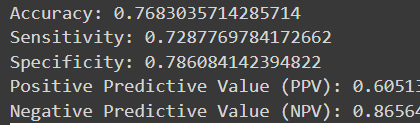 Accuracy: 0.7683035714285714
Sensitivity: 0.7287769784172662
Specificity: 0.786084142394822
Positive Predictive Value (PPV): 0.60513
Negative Predictive Value (NPV): 0.86564